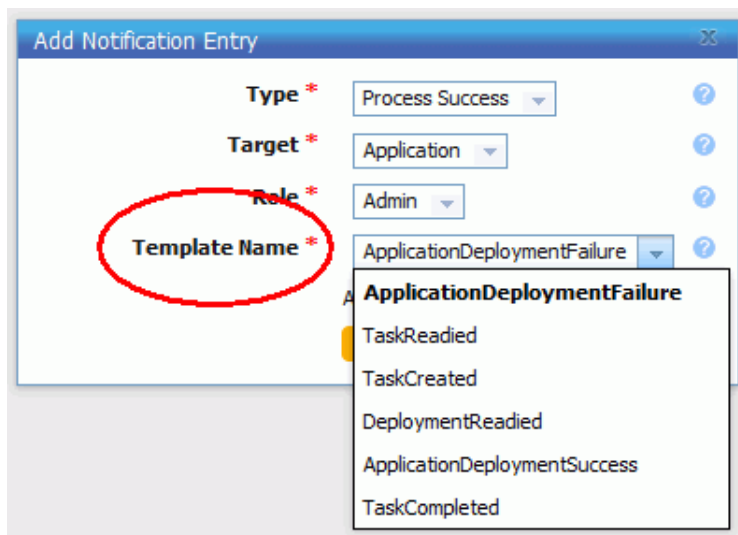 Add Notification Entry
Type * Process Success
Target * Application
Role * Admin
Template Name * ApplicationDeploymentFailure
A
ApplicationDeploymentFailure
TaskReadied
TaskCreated
DeploymentReadied
ApplicationDeploymentSuccess
TaskCompleted